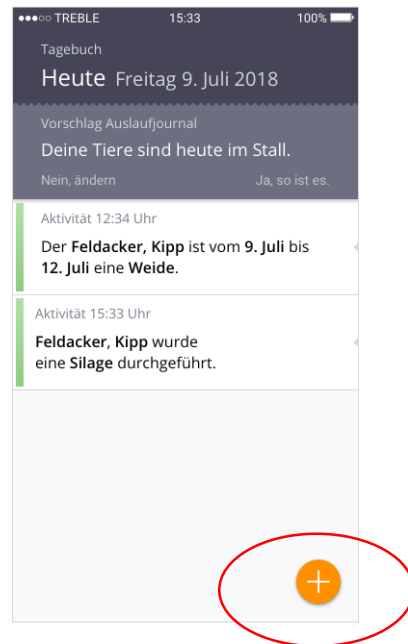 TREBLE 15:33 100%
Tagebuch
Heute Freitag 9. Juli 2018
Vorschlag Auslaufjournal
Deine Tiere sind heute im Stall.
Nein, ändern Ja, so ist es.
Aktivität 12:34 Uhr
Der Feldacker, Kipp ist vom 9. Juli bis
12. Juli eine Weide.
Aktivität 15:33 Uhr
Feldacker, Kipp wurde
eine Silage durchgeführt.